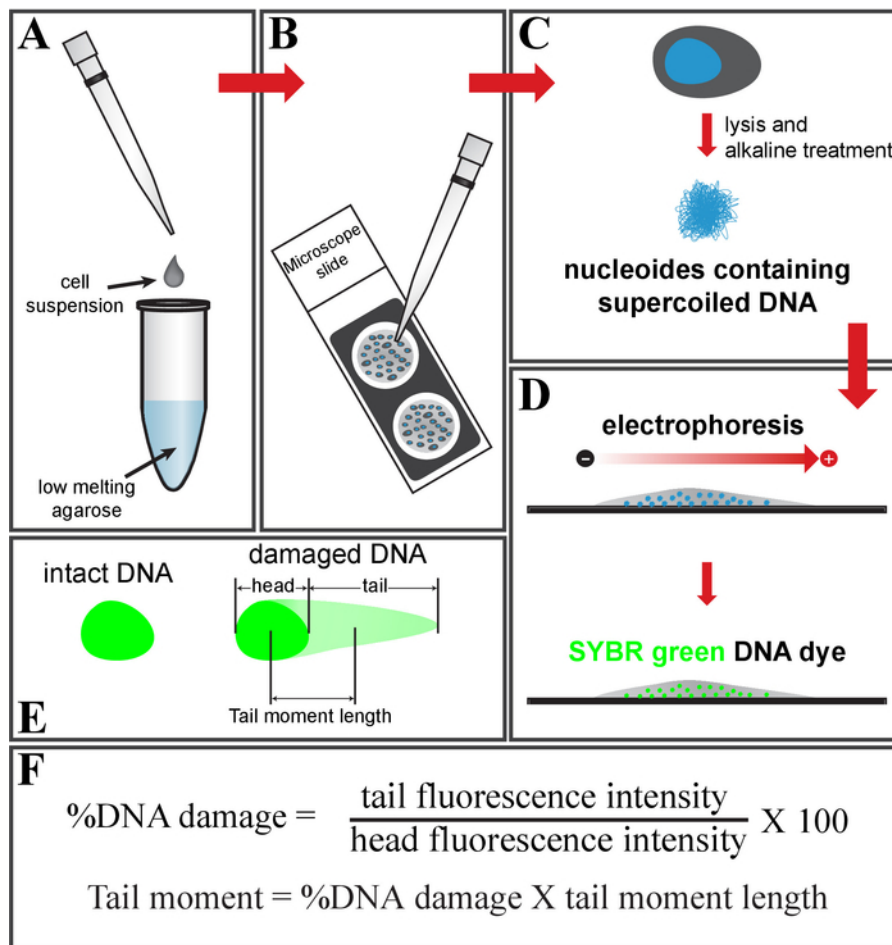 A
cell
suspension
low melting
agarose
B
Microscope
slide
C
lysis and
alkaline treatment
nucleoides containing
supercoiled DNA
D
electrophoresis
− +
SYBR green DNA dye
E
intact DNA
damaged DNA
head tail
Tail moment length
F
%DNA damage =
tail fluorescence intensity
head fluorescence intensity
X 100
Tail moment = %DNA damage X tail moment length